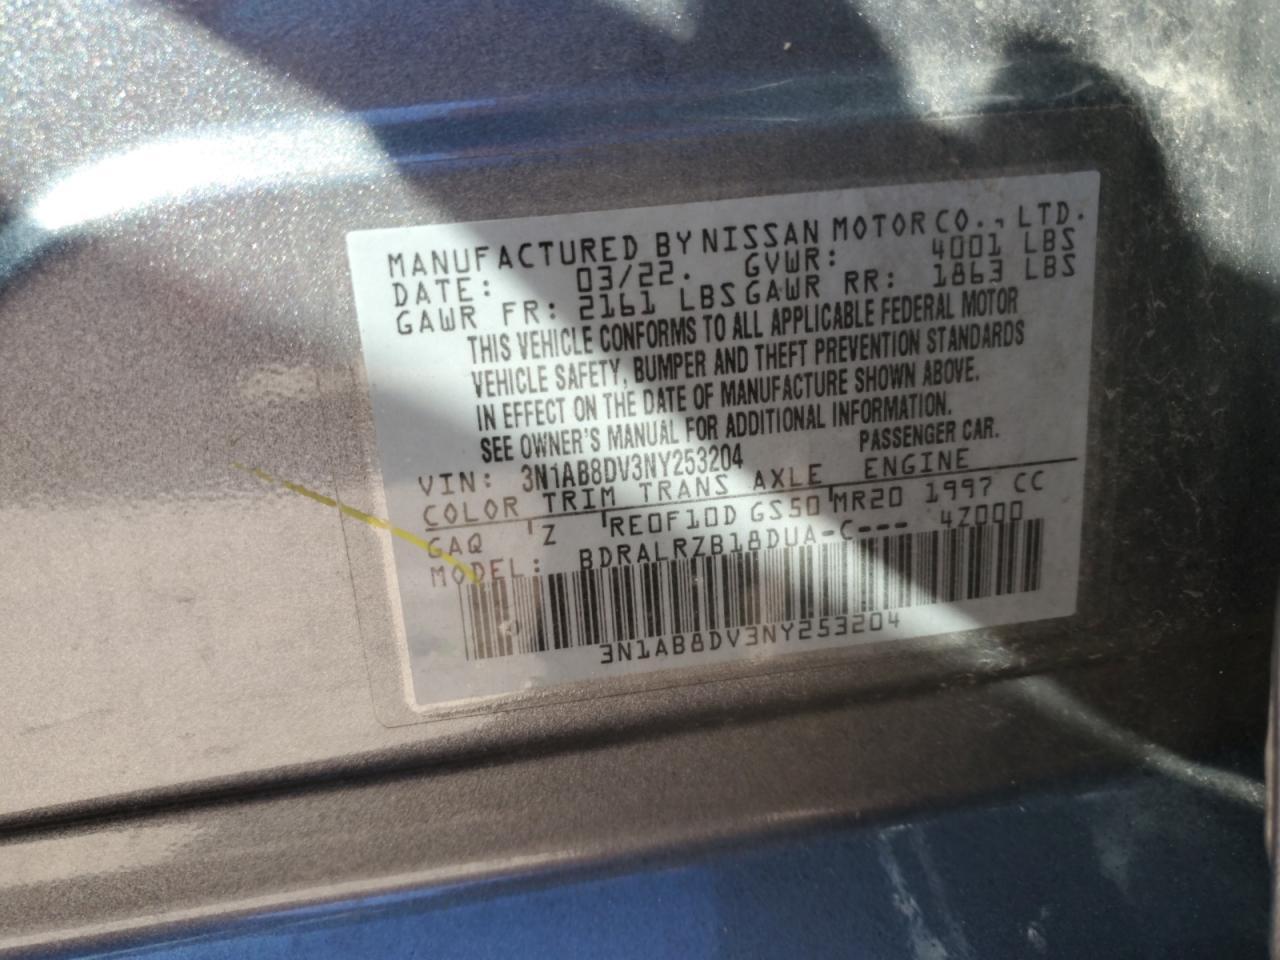 MANUFACTURED BY NISSAN MOTOR CO., LTD.
DATE: 03/22. GVWR: 4001 LBS
GAWR FR: 2161 LBS GAWR RR: 1863 LBS
THIS VEHICLE CONFORMS TO ALL APPLICABLE FEDERAL MOTOR
VEHICLE SAFETY, BUMPER AND THEFT PREVENTION STANDARDS
IN EFFECT ON THE DATE OF MANUFACTURE SHOWN ABOVE.
SEE OWNER'S MANUAL FOR ADDITIONAL INFORMATION.
VIN: 3N1AB8DV3NY253204 PASSENGER CAR.
COLOR TRIM TRANS AXLE ENGINE
GAQ Z RE0F10D GS50 MR20 1997 CC
MODEL: BDRALRZB18DUA-C--- 4Z000
3N1AB8DV3NY253204